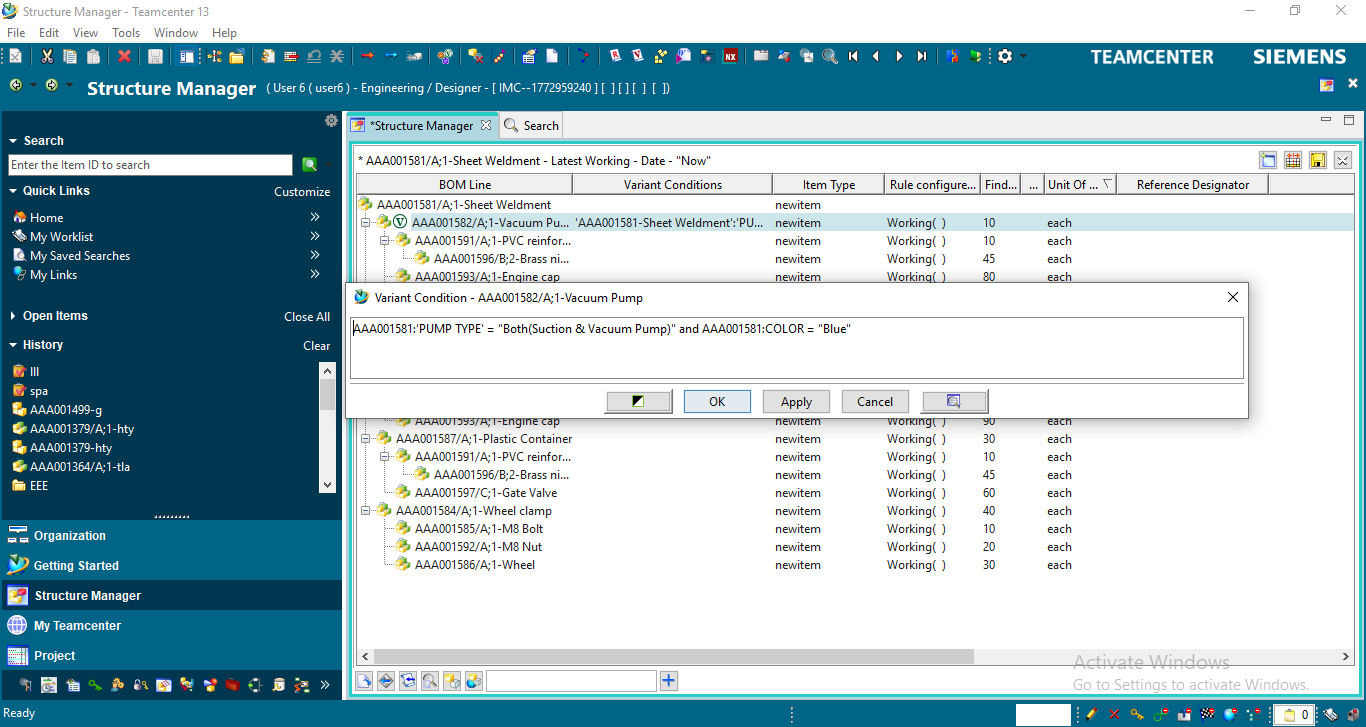 Structure Manager - Teamcenter 13
File Edit View Tools Window Help
NX
TEAMCENTER SIEMENS
Structure Manager ( User 6 ( user6 ) - Engineering / Designer - [ IMC--1772959240 ] [ ] [ ] [ ] [ ])
*Structure Manager Search
Search
Enter the Item ID to search
Quick Links Customize
Home
My Worklist
My Saved Searches
My Links
Open Items Close All
History Clear
III
spa
AAA001499-g
AAA001379/A;1-hty
AAA001379-hty
AAA001364/A;1-tla
EEE
Organization
Getting Started
Structure Manager
My Teamcenter
Project
* AAA001581/A;1-Sheet Weldment - Latest Working - Date - "Now"
BOM Line Variant Conditions Item Type Rule configure... Find... ... Unit Of ... Reference Designator
AAA001581/A;1-Sheet Weldment newitem
V AAA001582/A;1-Vacuum Pu... 'AAA001581-Sheet Weldment':'PU... newitem Working( ) 10 each
AAA001591/A;1-PVC reinfor... newitem Working( ) 10 each
AAA001596/B;2-Brass ni... newitem Working( ) 45 each
AAA001593/A;1-Engine cap newitem Working( ) 80 each
Variant Condition - AAA001582/A;1-Vacuum Pump
AAA001581:'PUMP TYPE' = "Both(Suction & Vacuum Pump)" and AAA001581:COLOR = "Blue"
OK Apply Cancel
AAA001593/A;1-Engine cap newitem Working( ) 90 each
AAA001587/A;1-Plastic Container newitem Working( ) 30 each
AAA001591/A;1-PVC reinfor... newitem Working( ) 10 each
AAA001596/B;2-Brass ni... newitem Working( ) 45 each
AAA001597/C;1-Gate Valve newitem Working( ) 60 each
AAA001584/A;1-Wheel clamp newitem Working( ) 40 each
AAA001585/A;1-M8 Bolt newitem Working( ) 10 each
AAA001592/A;1-M8 Nut newitem Working( ) 20 each
AAA001586/A;1-Wheel newitem Working( ) 30 each
Activate Windows
Go to Settings to activate Windows.
Ready 0